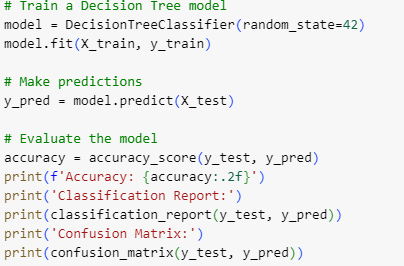 # Train a Decision Tree model
model = DecisionTreeClassifier(random_state=42)
model.fit(X_train, y_train)
# Make predictions
y_pred = model.predict(X_test)
# Evaluate the model
accuracy = accuracy_score(y_test, y_pred)
print(f'Accuracy: {accuracy:.2f}')
print('Classification Report:')
print(classification_report(y_test, y_pred))
print('Confusion Matrix:')
print(confusion_matrix(y_test, y_pred))